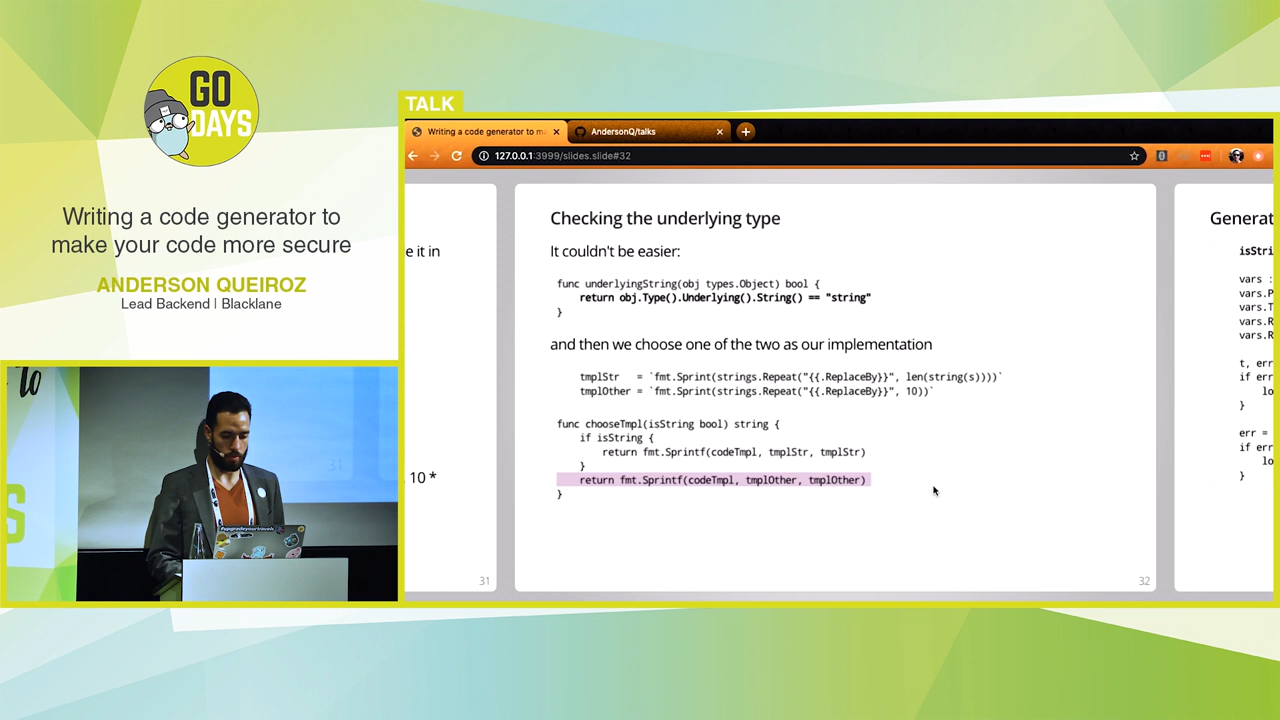 GO
DAYS
Writing a code generator to
make your code more secure
ANDERSON QUEIROZ
Lead Backend | Blacklane
TALK
Writing a code generator to m
AndersonQ/talks
127.0.0.1:3999/slides.slide#32
e it in
10 *
31
Checking the underlying type
It couldn't be easier:
func underlyingString(obj types.Object) bool {
return obj.Type().Underlying().String() == "string"
}
and then we choose one of the two as our implementation
tmplStr = `fmt.Sprint(strings.Repeat("{{.ReplaceBy}}", len(string(s))))`
tmplOther = `fmt.Sprint(strings.Repeat("{{.ReplaceBy}}", 10))`
func chooseTmpl(isString bool) string {
if isString {
return fmt.Sprintf(codeTmpl, tmplStr, tmplStr)
}
return fmt.Sprintf(codeTmpl, tmplOther, tmplOther)
}
32
Generat
isStri
vars :
vars.P
vars.T
vars.R
vars.R
t, err
if err
lo
}
err =
if err
lo
}
to
S
31
#upgradeyourtravels